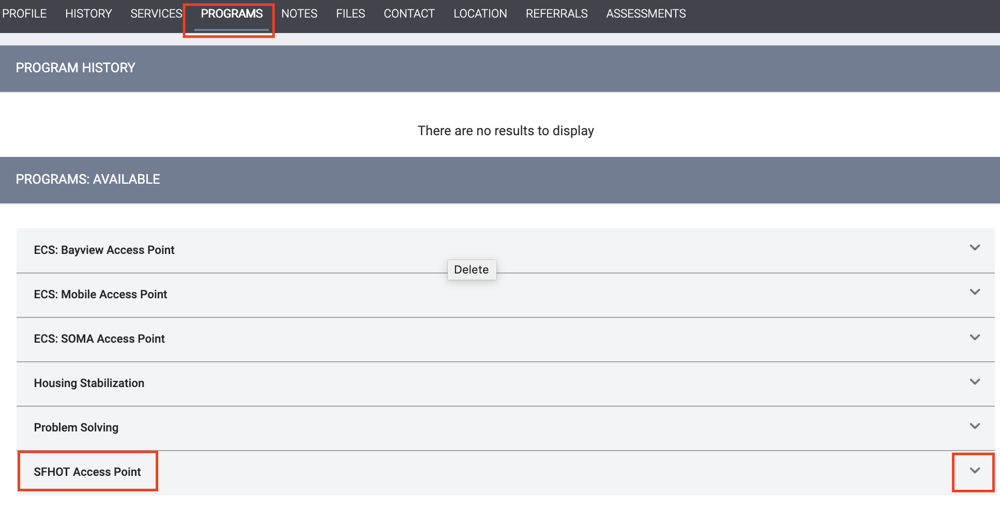 PROFILE HISTORY SERVICES PROGRAMS NOTES FILES CONTACT LOCATION REFERRALS ASSESSMENTS
PROGRAM HISTORY
There are no results to display
PROGRAMS: AVAILABLE
ECS: Bayview Access Point
Delete
ECS: Mobile Access Point
ECS: SOMA Access Point
Housing Stabilization
Problem Solving
SFHOT Access Point